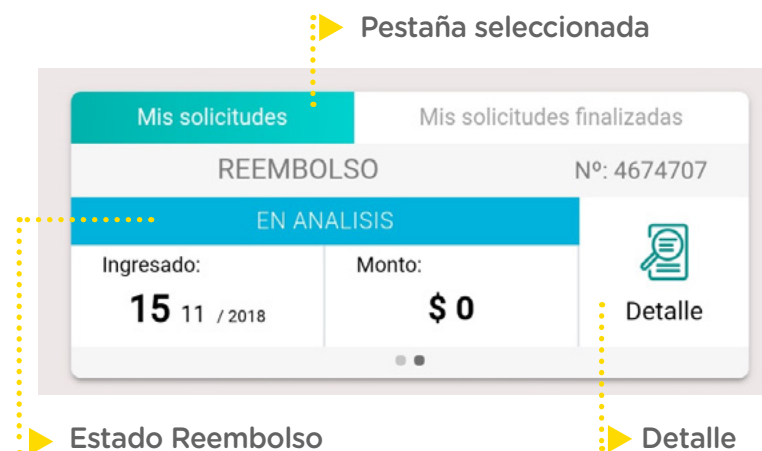 Pestaña seleccionada
Mis solicitudes
Mis solicitudes finalizadas
REEMBOLSO
Nº: 4674707
EN ANALISIS
Ingresado:
Monto:
15 11 / 2018
$ 0
Detalle
Estado Reembolso
Detalle